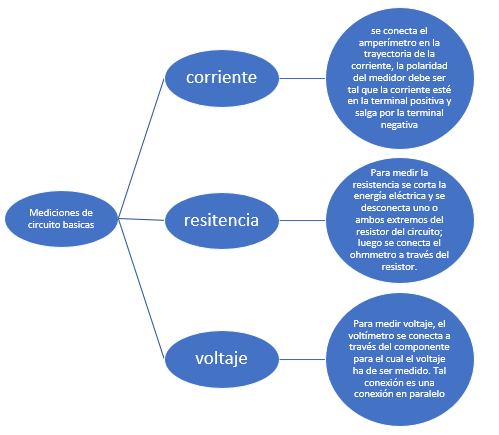 Mediciones de
circuito basicas
corriente
se conecta el
amperímetro en la
trayectoria de la
corriente, la polaridad
del medidor debe ser
tal que la corriente esté
en la terminal positiva y
salga por la terminal
negativa
resitencia
Para medir la
resistencia se corta la
energía eléctrica y se
desconecta uno o
ambos extremos del
resistor del circuito;
luego se conecta el
ohmmetro a través del
resistor.
voltaje
Para medir voltaje, el
voltímetro se conecta a
través del componente
para el cual el voltaje
ha de ser medido. Tal
conexión es una
conexión en paralelo